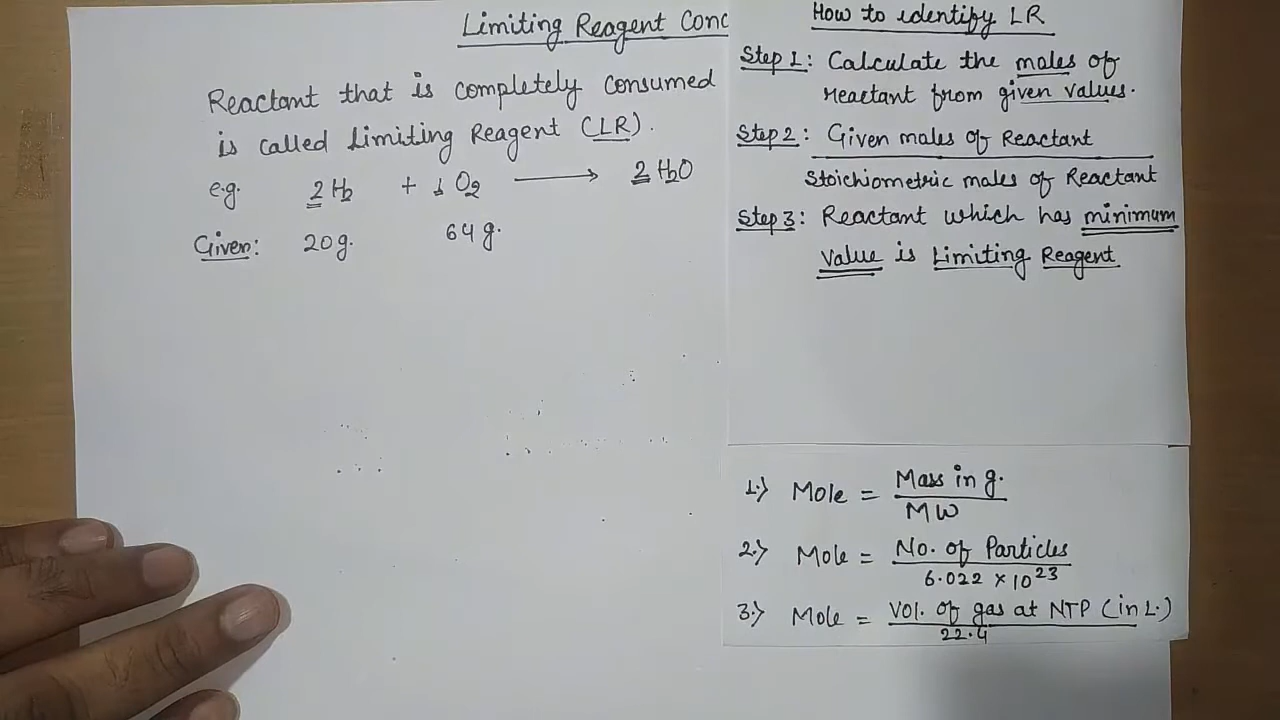 Limiting Reagent Conc
Reactant that is completely consumed
is called Limiting Reagent (LR).
e.g. 2H2 + 1O2 ⟶ 2H2O
Given: 20g. 64g.
How to identify LR
Step 1: Calculate the moles of
reactant from given values.
Step 2: Given moles of Reactant
Stoichiometric moles of Reactant
Step 3: Reactant which has minimum
value is Limiting Reagent
1.) Mole = Mass in g.
MW
2.) Mole = No. of Particles
6.022 × 10^23
3.) Mole = Vol. of gas at NTP (in L.)
22.4